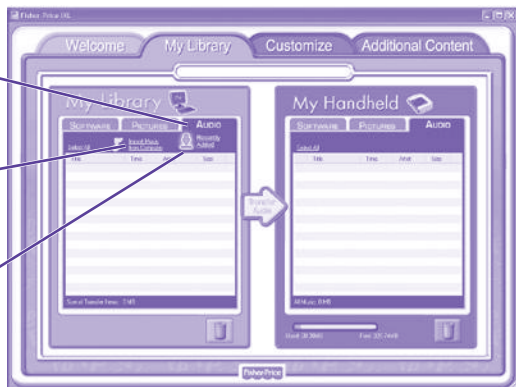 Fisher-Price iXL
Welcome
My Library
Customize
Additional Content
My Library
SOFTWARE
PICTURES
AUDIO
Select All
Import Music
from Computer
Recently
Added
Title
Time
Artist
Size
My Handheld
SOFTWARE
PICTURES
AUDIO
Select All
Title
Time
Artist
Size
Transfer
Audio
Fisher-Price